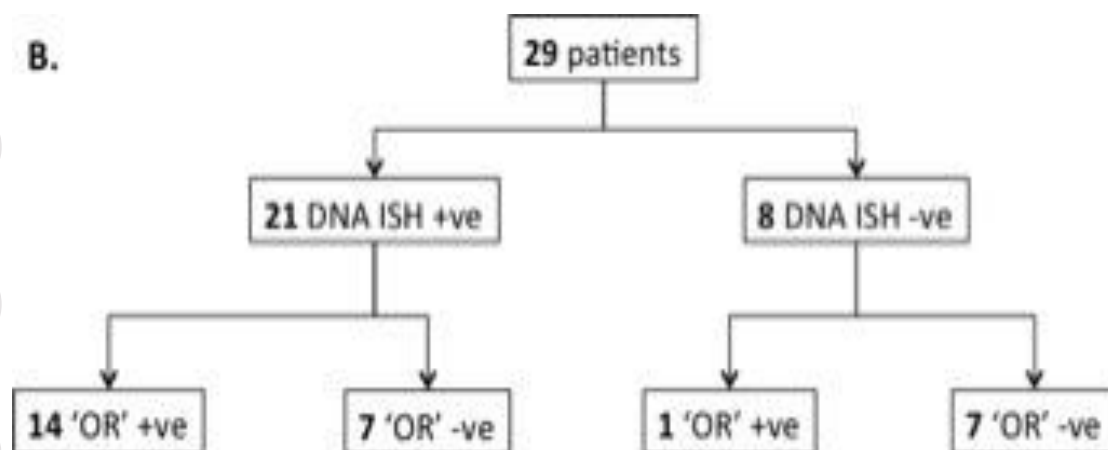 B.
29 patients
21 DNA ISH +ve
8 DNA ISH -ve
14 ‘OR’ +ve
7 ‘OR’ -ve
1 ‘OR’ +ve
7 ‘OR’ -ve